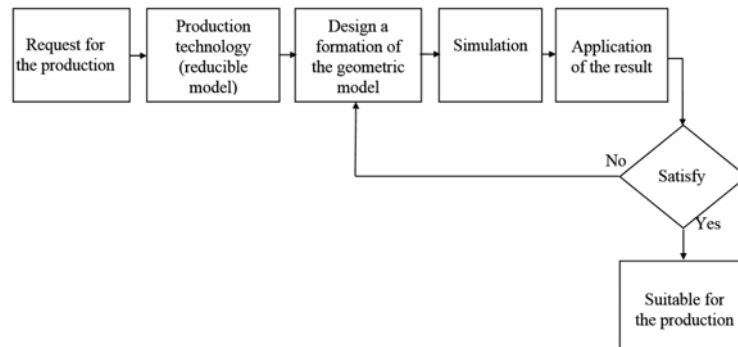 Request for
the production
Production
technology
(reducible
model)
Design a
formation of
the geometric
model
Simulation
Application
of the result
No
Satisfy
Yes
Suitable for
the production